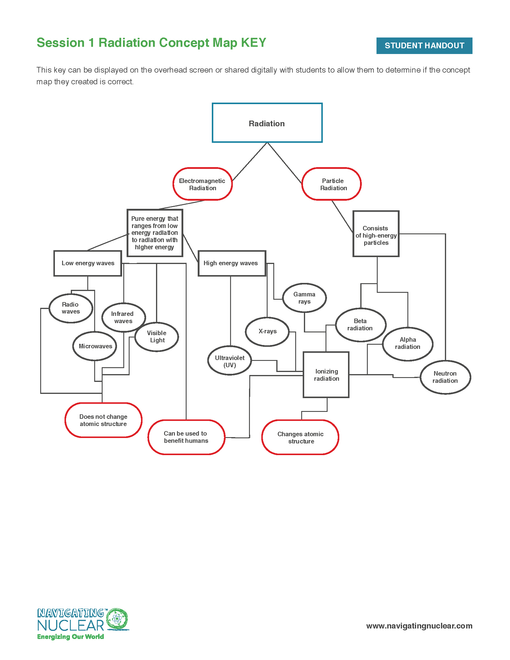 Session 1 Radiation Concept Map KEY
STUDENT HANDOUT
This key can be displayed on the overhead screen or shared digitally with students to allow them to determine if the concept
map they created is correct.
Radiation
Electromagnetic
Radiation
Particle
Radiation
Pure energy that
ranges from low
energy radiation
to radiation with
higher energy
Consists
of high-energy
particles
Low energy waves
High energy waves
Radio
waves
Infrared
waves
Visible
Light
Microwaves
Gamma
rays
X-rays
Ultraviolet
(UV)
Beta
radiation
Alpha
radiation
Neutron
radiation
Ionizing
radiation
Does not change
atomic structure
Can be used to
benefit humans
Changes atomic
structure
NAVIGATING
NUCLEAR
Energizing Our World
www.navigatingnuclear.com